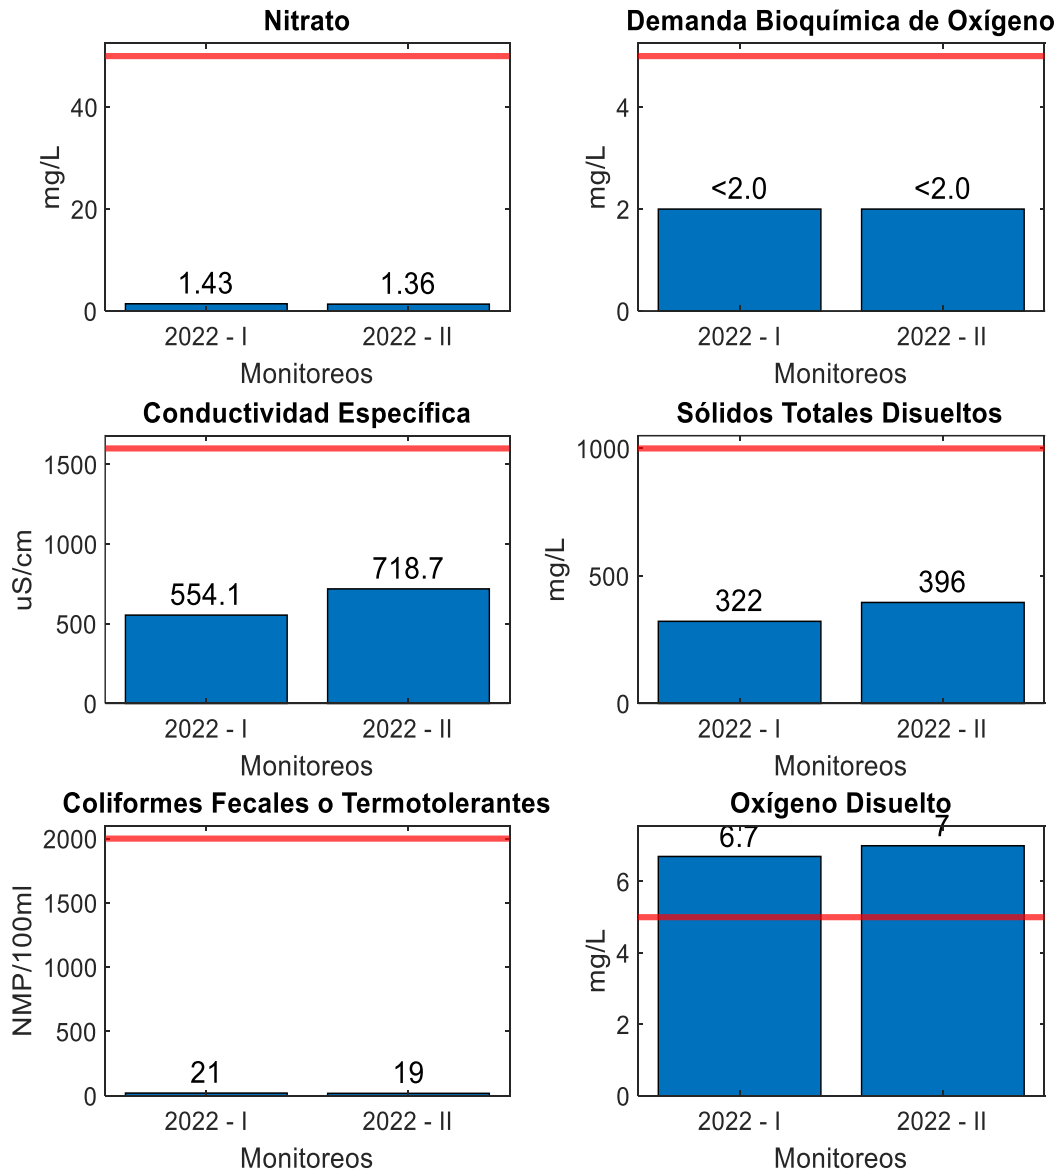 Nitrato
40
20
0
mg/L
1.43
1.36
2022 - I
2022 - II
Monitoreos
Demanda Bioquímica de Oxígeno
4
2
0
mg/L
<2.0
<2.0
2022 - I
2022 - II
Monitoreos
Conductividad Específica
1500
1000
500
0
uS/cm
554.1
718.7
2022 - I
2022 - II
Monitoreos
Sólidos Totales Disueltos
1000
500
0
mg/L
322
396
2022 - I
2022 - II
Monitoreos
Coliformes Fecales o Termotolerantes
2000
1500
1000
500
0
NMP/100ml
21
19
2022 - I
2022 - II
Monitoreos
Oxígeno Disuelto
6
4
2
0
mg/L
6.7
7
2022 - I
2022 - II
Monitoreos